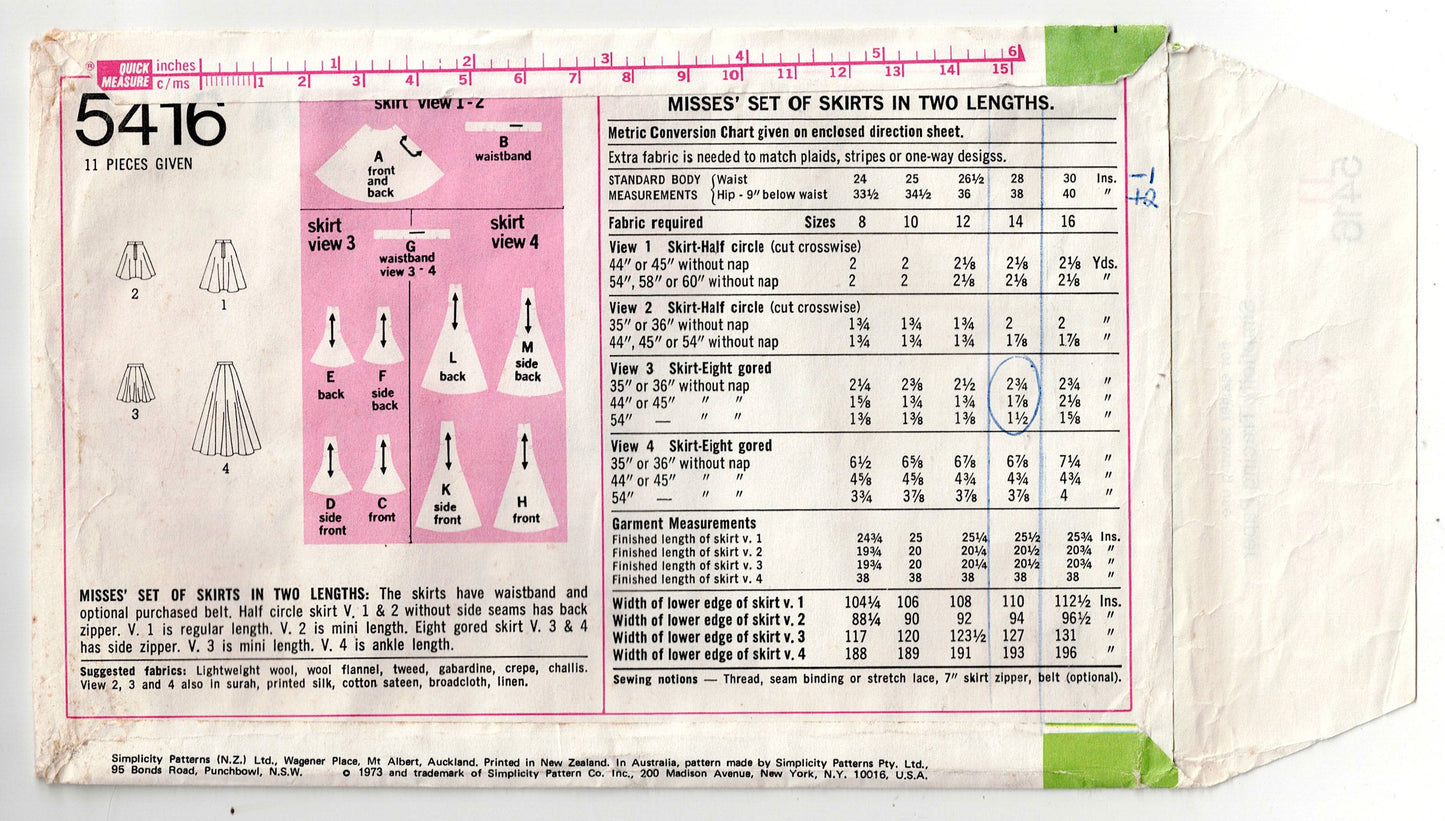 QUICK MEASURE
inches 1 2 3 4 5 6
c/ms 1 2 3 4 5 6 7 8 9 10 11 12 13 14 15
®
5416
11 PIECES GIVEN
2
1
3
4
skirt view 1-2
A
front
and
back
B
waistband
skirt
view 3
skirt
view 4
G
waistband
view 3 - 4
E
back
F
side
back
L
back
M
side
back
D
side
front
C
front
K
side
front
H
front
MISSES' SET OF SKIRTS IN TWO LENGTHS: The skirts have waistband and
optional purchased belt. Half circle skirt V. 1 & 2 without side seams has back
zipper. V. 1 is regular length. V. 2 is mini length. Eight gored skirt V. 3 & 4
has side zipper. V. 3 is mini length. V. 4 is ankle length.
Suggested fabrics: Lightweight wool, wool flannel, tweed, gabardine, crepe, challis.
View 2, 3 and 4 also in surah, printed silk, cotton sateen, broadcloth, linen.
MISSES' SET OF SKIRTS IN TWO LENGTHS.
Metric Conversion Chart given on enclosed direction sheet.
Extra fabric is needed to match plaids, stripes or one-way desigss.
STANDARD BODY { Waist 24 25 26½ 28 30 Ins.
MEASUREMENTS { Hip - 9" below waist 33½ 34½ 36 38 40 "
Fabric required Sizes 8 10 12 14 16
View 1 Skirt-Half circle (cut crosswise)
44" or 45" without nap 2 2 2⅛ 2⅛ 2⅛ Yds.
54", 58" or 60" without nap 2 2 2⅛ 2⅛ 2⅛ "
View 2 Skirt-Half circle (cut crosswise)
35" or 36" without nap 1¾ 1¾ 1¾ 2 2 "
44", 45" or 54" without nap 1¾ 1¾ 1¾ 1⅞ 1⅞ "
View 3 Skirt-Eight gored
35" or 36" without nap 2¼ 2⅜ 2½ 2¾ 2¾ "
44" or 45" " " 1⅝ 1¾ 1¾ 1⅞ 2⅛ "
54" — " " 1⅜ 1⅜ 1⅜ 1½ 1⅝ "
View 4 Skirt-Eight gored
35" or 36" without nap 6½ 6⅝ 6⅞ 6⅞ 7¼ "
44" or 45" " " 4⅝ 4⅝ 4¾ 4¾ 4¾ "
54" — " " 3¾ 3⅞ 3⅞ 3⅞ 4 "
Garment Measurements
Finished length of skirt v. 1 24¾ 25 25¼ 25½ 25¾ Ins.
Finished length of skirt v. 2 19¾ 20 20¼ 20½ 20¾ "
Finished length of skirt v. 3 19¾ 20 20¼ 20½ 20¾ "
Finished length of skirt v. 4 38 38 38 38 38 "
Width of lower edge of skirt v. 1 104¼ 106 108 110 112½ Ins.
Width of lower edge of skirt v. 2 88¼ 90 92 94 96½ "
Width of lower edge of skirt v. 3 117 120 123½ 127 131 "
Width of lower edge of skirt v. 4 188 189 191 193 196 "
Sewing notions — Thread, seam binding or stretch lace, 7" skirt zipper, belt (optional).
Simplicity Patterns (N.Z.) Ltd., Wagener Place, Mt Albert, Auckland. Printed in New Zealand. In Australia, pattern made by Simplicity Patterns Pty. Ltd.,
95 Bonds Road, Punchbowl, N.S.W. © 1973 and trademark of Simplicity Pattern Co. Inc., 200 Madison Avenue, New York, N.Y. 10016, U.S.A.
5416